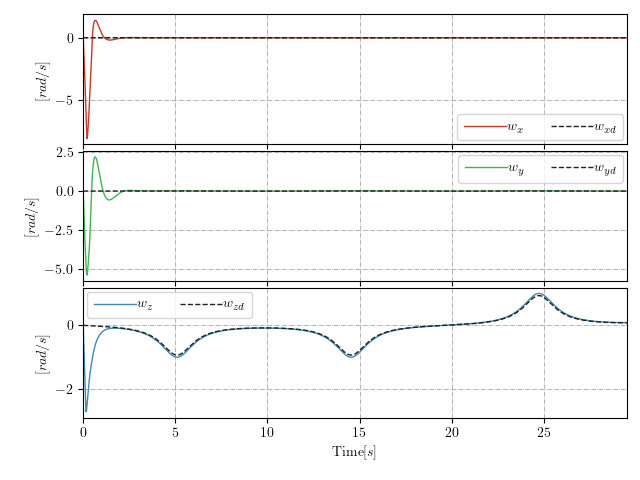 0
−5
[rad/s]
w_x w_xd
2.5
0.0
−2.5
−5.0
[rad/s]
w_y w_yd
0
−2
[rad/s]
w_z w_zd
0 5 10 15 20 25
Time[s]